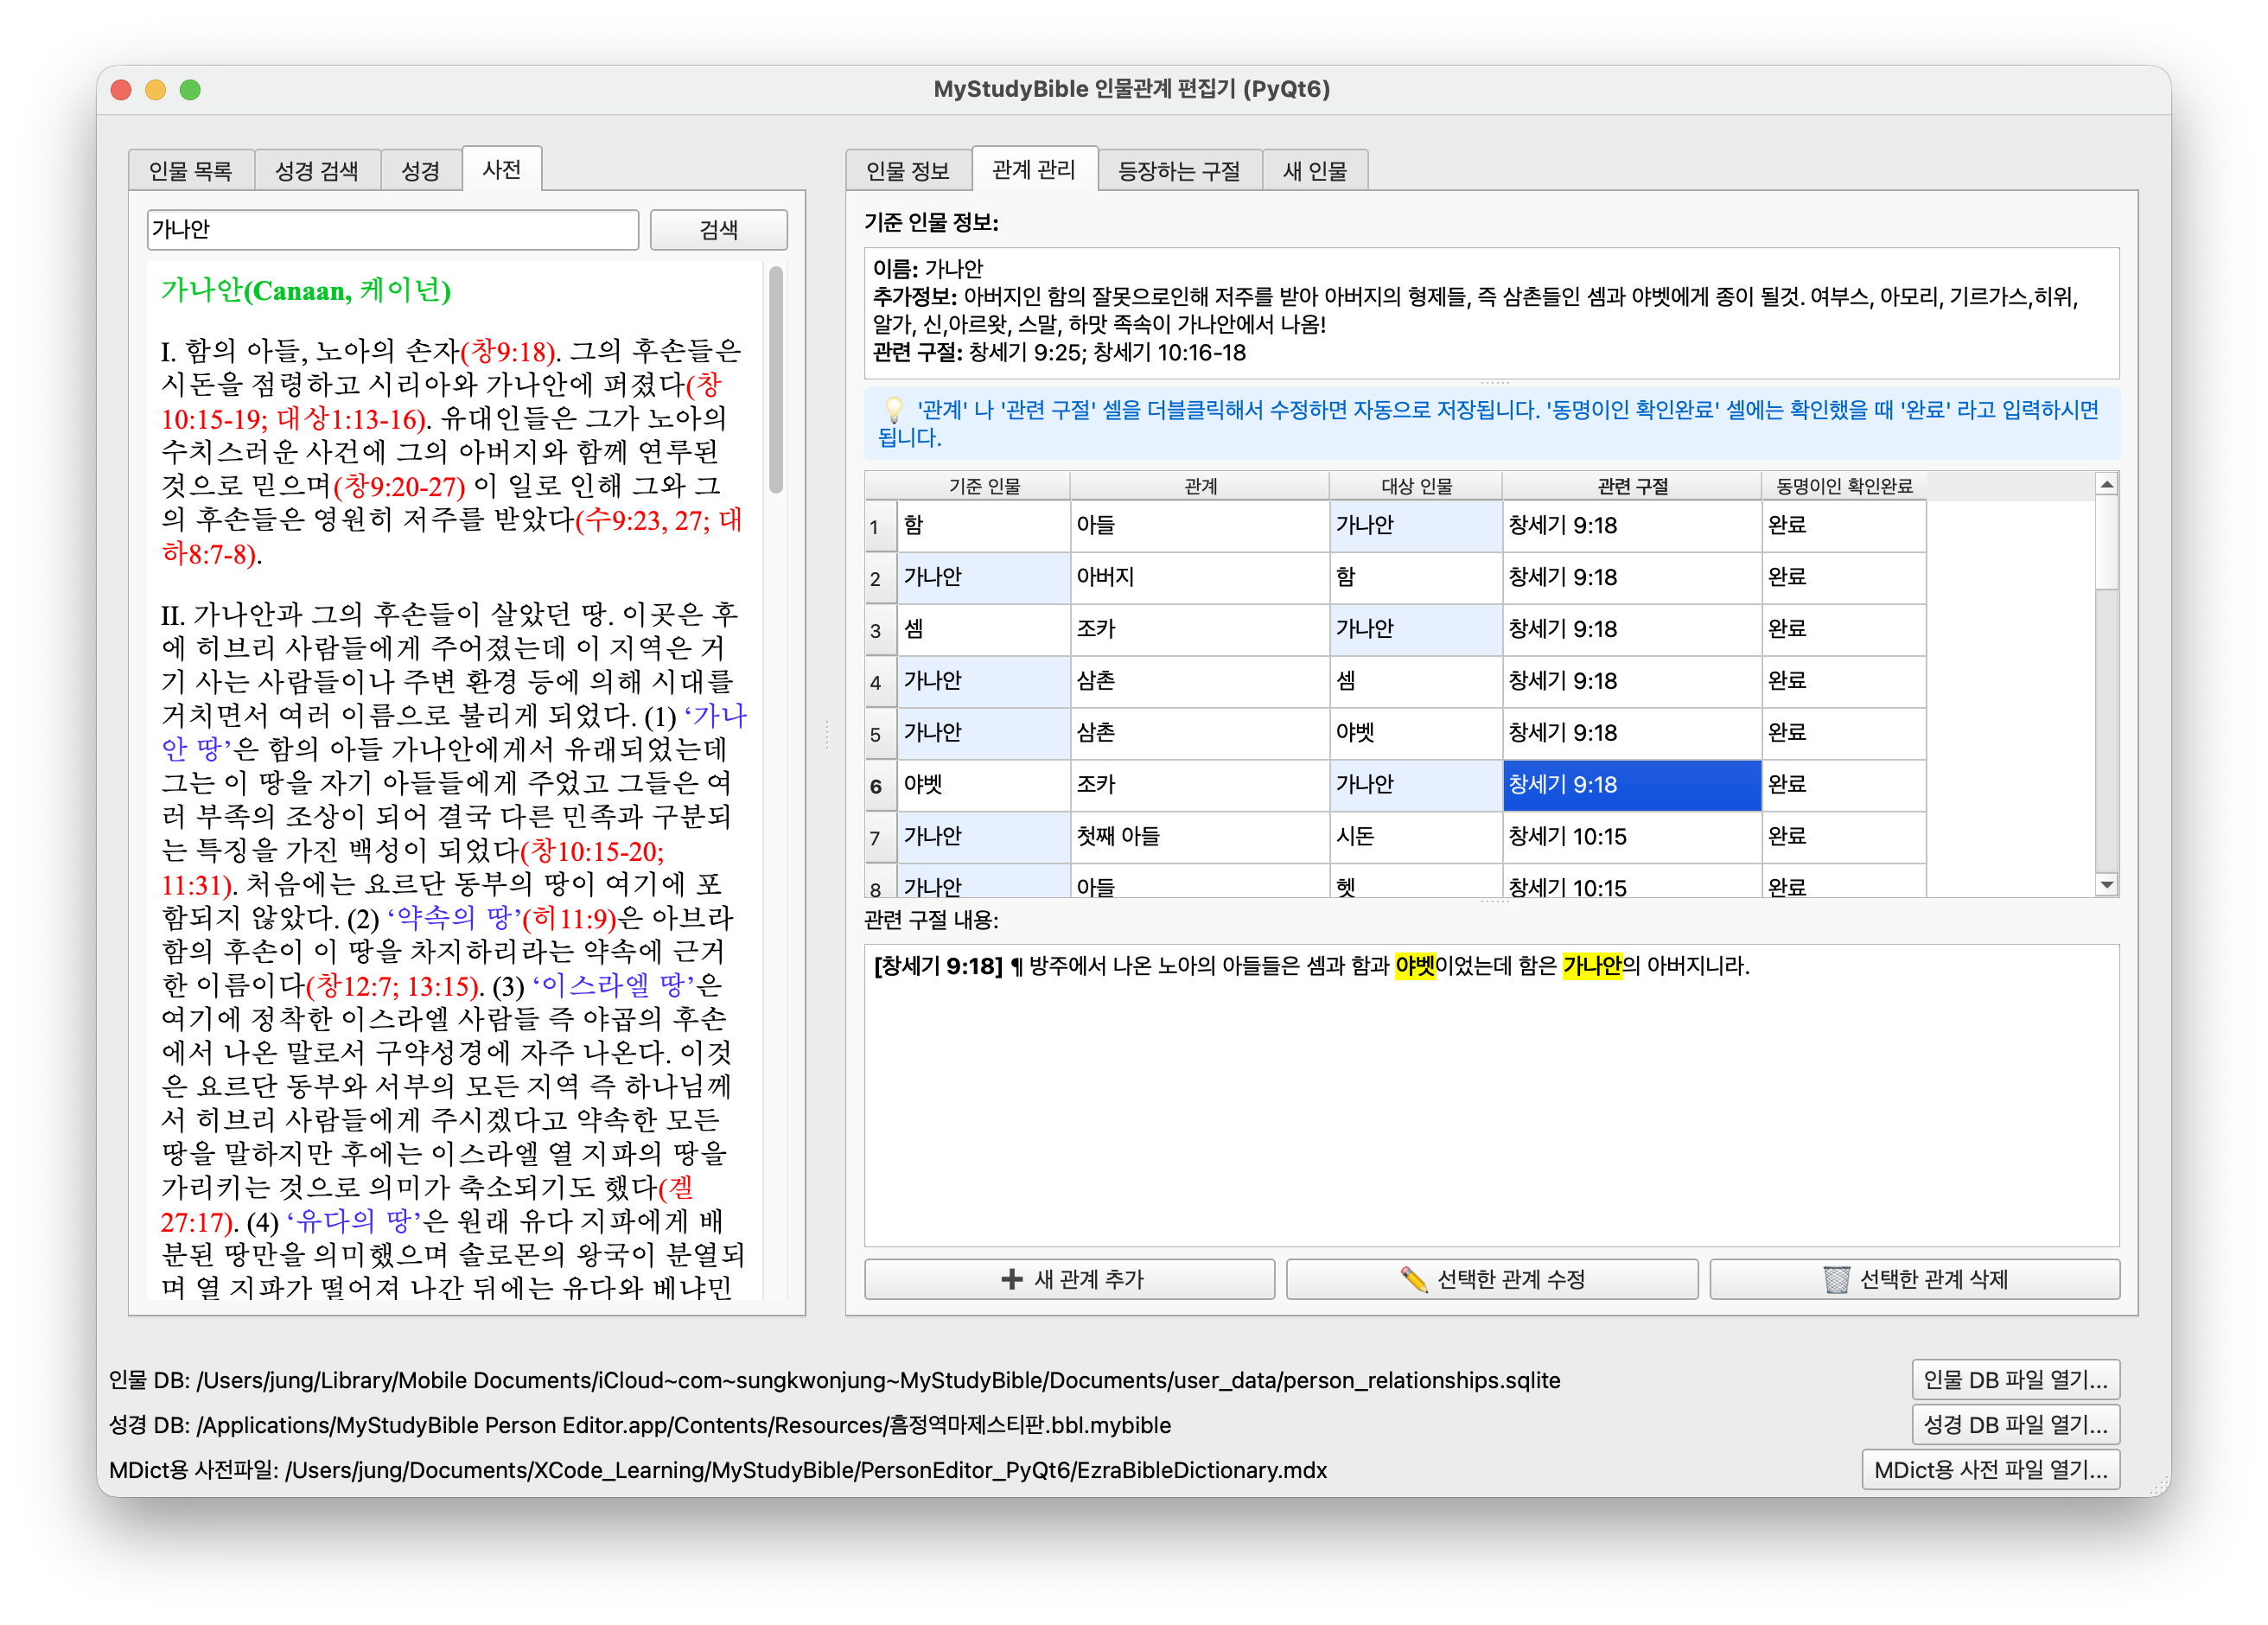 MyStudyBible 인물관계 편집기 (PyQt6)
인물 목록
성경 검색
성경
사전
가나안
검색
가나안(Canaan, 케이넌)
I. 함의 아들, 노아의 손자(창9:18). 그의 후손들은
시돈을 점령하고 시리아와 가나안에 퍼졌다(창
10:15-19; 대상1:13-16). 유대인들은 그가 노아의
수치스러운 사건에 그의 아버지와 함께 연루된
것으로 믿으며(창9:20-27) 이 일로 인해 그와 그
의 후손들은 영원히 저주를 받았다(수9:23, 27; 대
하8:7-8).
II. 가나안과 그의 후손들이 살았던 땅. 이곳은 후
에 히브리 사람들에게 주어졌는데 이 지역은 거
기 사는 사람들이나 주변 환경 등에 의해 시대를
거치면서 여러 이름으로 불리게 되었다. (1) ‘가나
안 땅’은 함의 아들 가나안에게서 유래되었는데
그는 이 땅을 자기 아들들에게 주었고 그들은 여
러 부족의 조상이 되어 결국 다른 민족과 구분되
는 특징을 가진 백성이 되었다(창10:15-20;
11:31). 처음에는 요르단 동부의 땅이 여기에 포
함되지 않았다. (2) ‘약속의 땅’(히11:9)은 아브라
함의 후손이 이 땅을 차지하리라는 약속에 근거
한 이름이다(창12:7; 13:15). (3) ‘이스라엘 땅’은
여기에 정착한 이스라엘 사람들 즉 야곱의 후손
에서 나온 말로서 구약성경에 자주 나온다. 이것
은 요르단 동부와 서부의 모든 지역 즉 하나님께
서 히브리 사람들에게 주시겠다고 약속한 모든
땅을 말하지만 후에는 이스라엘 열 지파의 땅을
가리키는 것으로 의미가 축소되기도 했다(겔
27:17). (4) ‘유다의 땅’은 원래 유다 지파에게 배
분된 땅만을 의미했으며 솔로몬의 왕국이 분열되
며 열 지파가 떨어져 나간 뒤에는 유다와 베냐민
인물 정보
관계 관리
등장하는 구절
새 인물
기준 인물 정보:
이름: 가나안
추가정보: 아버지인 함의 잘못으로인해 저주를 받아 아버지의 형제들, 즉 삼촌들인 셈과 야벳에게 종이 될것. 여부스, 아모리, 기르가스,히위,
알가, 신,아르왓, 스말, 하맛 족속이 가나안에서 나옴!
관련 구절: 창세기 9:25; 창세기 10:16-18
💡 '관계' 나 '관련 구절' 셀을 더블클릭해서 수정하면 자동으로 저장됩니다. '동명이인 확인완료' 셀에는 확인했을 때 '완료' 라고 입력하시면
됩니다.
기준 인물 관계 대상 인물 관련 구절 동명이인 확인완료
1 함 아들 가나안 창세기 9:18 완료
2 가나안 아버지 함 창세기 9:18 완료
3 셈 조카 가나안 창세기 9:18 완료
4 가나안 삼촌 셈 창세기 9:18 완료
5 가나안 삼촌 야벳 창세기 9:18 완료
6 야벳 조카 가나안 창세기 9:18 완료
7 가나안 첫째 아들 시돈 창세기 10:15 완료
8 가나안 아들 헷 창세기 10:15 완료
관련 구절 내용:
[창세기 9:18] ¶ 방주에서 나온 노아의 아들들은 셈과 함과 야벳이었는데 함은 가나안의 아버지니라.
➕ 새 관계 추가
✏️ 선택한 관계 수정
🗑️ 선택한 관계 삭제
인물 DB: /Users/jung/Library/Mobile Documents/iCloud~com~sungkwonjung~MyStudyBible/Documents/user_data/person_relationships.sqlite
인물 DB 파일 열기...
성경 DB: /Applications/MyStudyBible Person Editor.app/Contents/Resources/흠정역마제스티판.bbl.mybible
성경 DB 파일 열기...
MDict용 사전파일: /Users/jung/Documents/XCode_Learning/MyStudyBible/PersonEditor_PyQt6/EzraBibleDictionary.mdx
MDict용 사전 파일 열기...